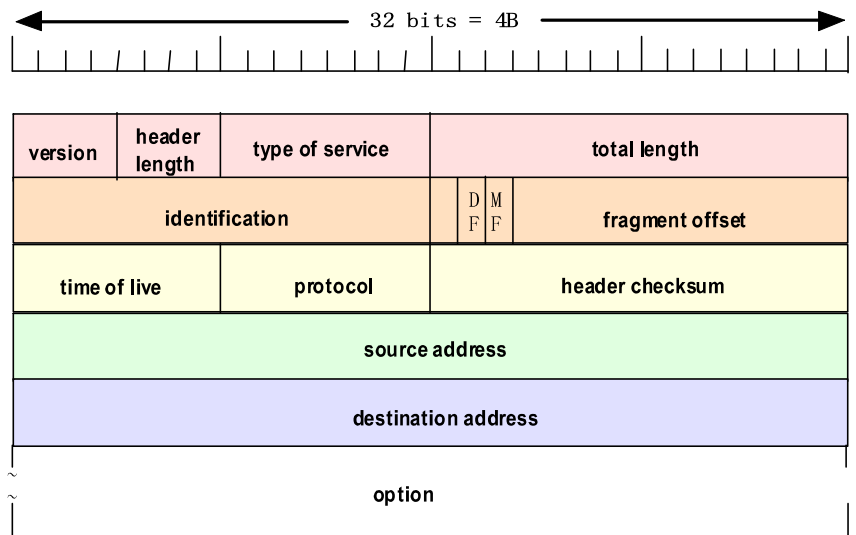 32 bits = 4B
version
header
length
type of service
total length
identification
D
F
M
F
fragment offset
time of live
protocol
header checksum
source address
destination address
~
~
option